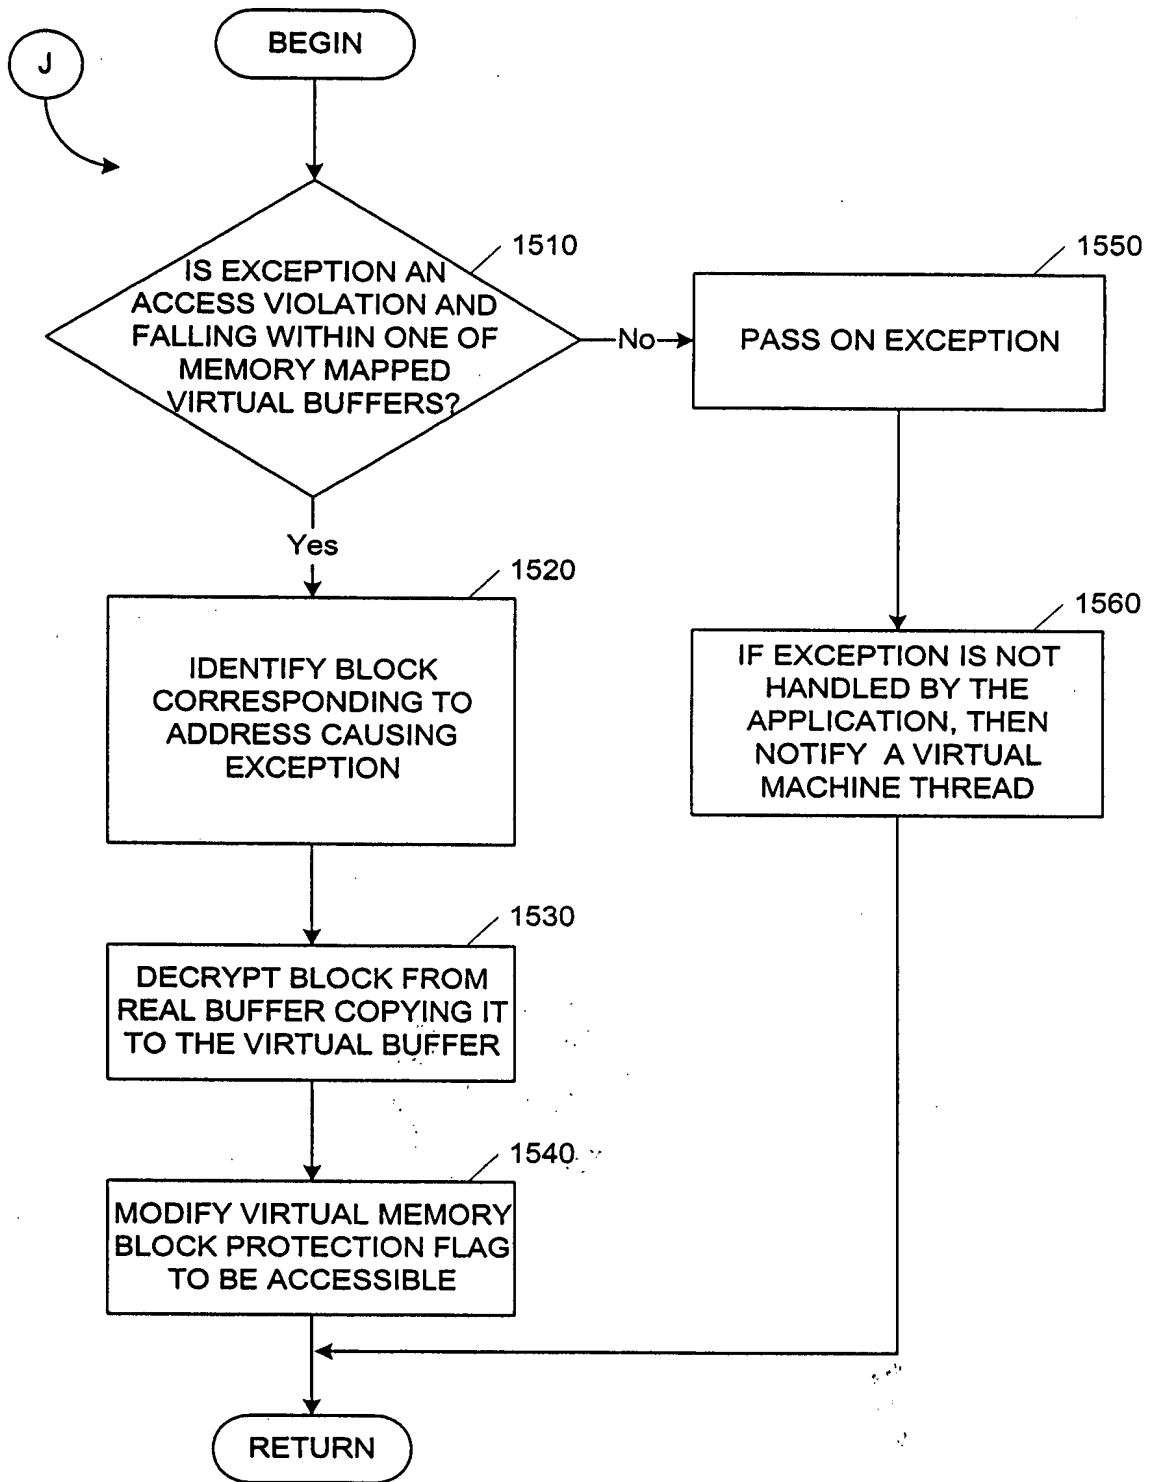 J
BEGIN
1510
IS EXCEPTION AN
ACCESS VIOLATION AND
FALLING WITHIN ONE OF
MEMORY MAPPED
VIRTUAL BUFFERS?
No
1550
PASS ON EXCEPTION
Yes
1520
IDENTIFY BLOCK
CORRESPONDING TO
ADDRESS CAUSING
EXCEPTION
1560
IF EXCEPTION IS NOT
HANDLED BY THE
APPLICATION, THEN
NOTIFY A VIRTUAL
MACHINE THREAD
1530
DECRYPT BLOCK FROM
REAL BUFFER COPYING IT
TO THE VIRTUAL BUFFER
1540
MODIFY VIRTUAL MEMORY
BLOCK PROTECTION FLAG
TO BE ACCESSIBLE
RETURN